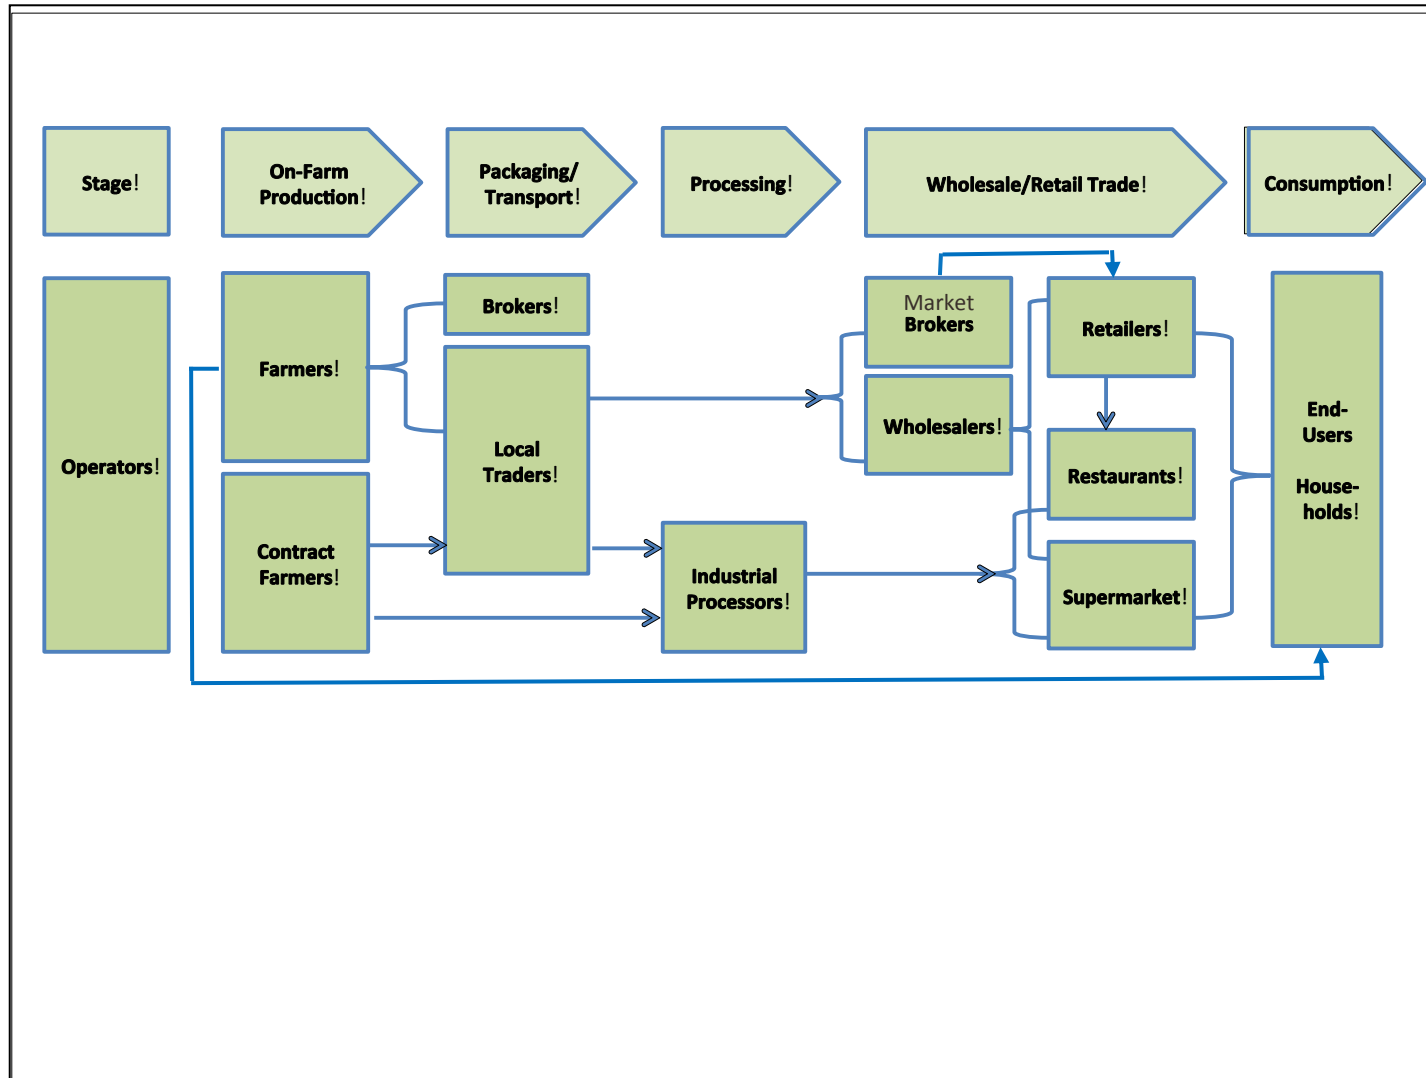 Stage!
On-Farm
Production!
Packaging/
Transport!
Processing!
Wholesale/Retail Trade!
Consumption!
Operators!
Farmers!
Contract
Farmers!
Brokers!
Local
Traders!
Industrial
Processors!
Market
Brokers
Wholesalers!
Retailers!
Restaurants!
Supermarket!
End-
Users
House-
holds!